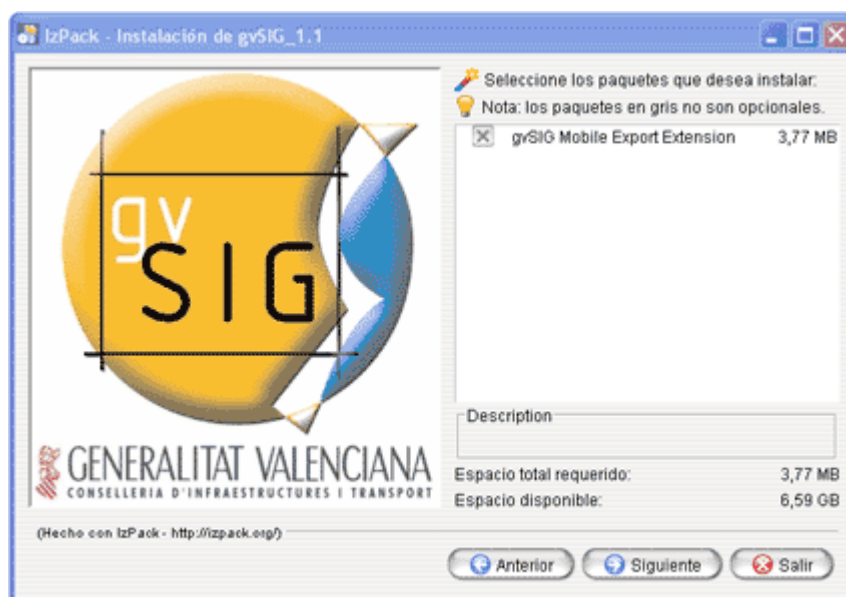 IzPack - Instalación de gvSIG_1.1
gv
SIG
GENERALITAT VALENCIANA
CONSELLERIA D'INFRAESTRUCTURES I TRANSPORT
Seleccione los paquetes que desea instalar:
Nota: los paquetes en gris no son opcionales.
gvSIG Mobile Export Extension 3,77 MB
Description
Espacio total requerido: 3,77 MB
Espacio disponible: 6,59 GB
(Hecho con IzPack - http://izpack.org/)
Anterior Siguiente Salir